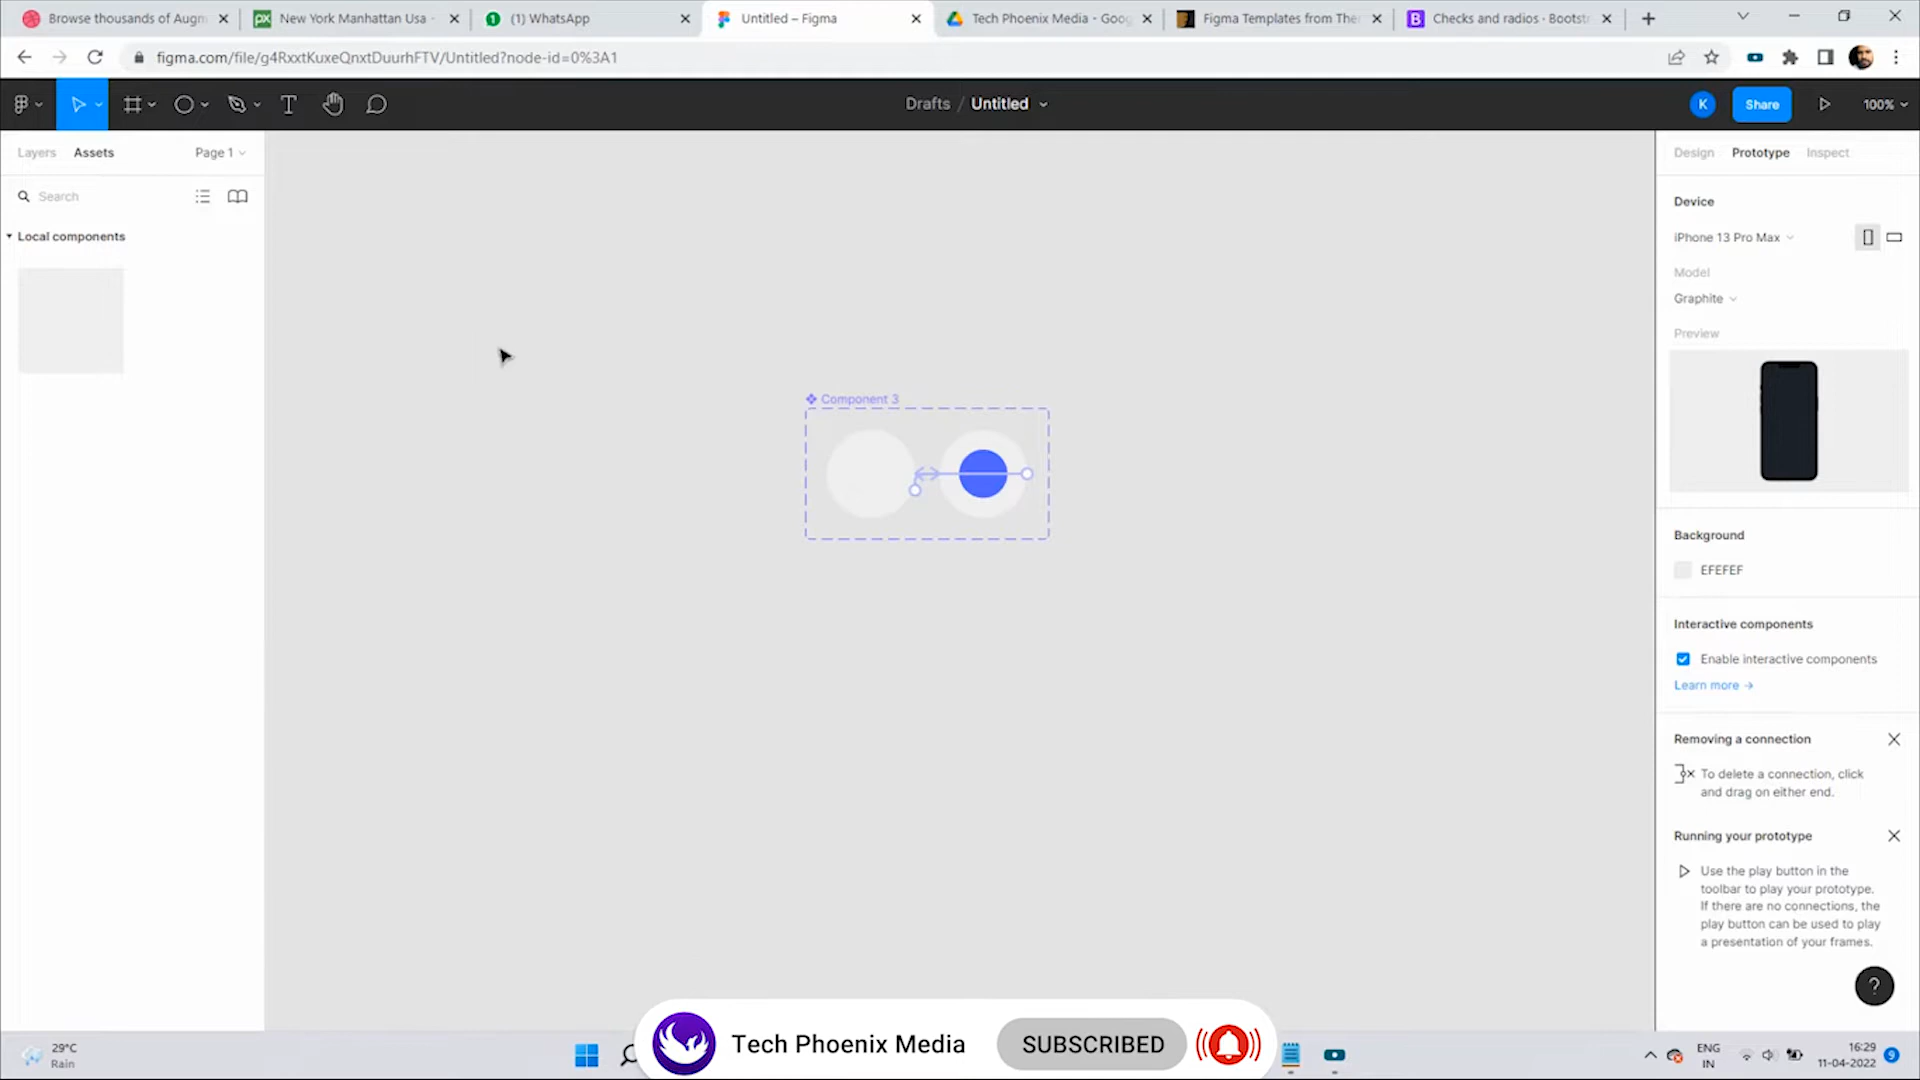 Browse thousands of Augm
New York Manhattan Usa -
(1) WhatsApp
Untitled – Figma
Tech Phoenix Media - Goog
Figma Templates from Ther
Checks and radios · Bootstr
figma.com/file/g4RxxtKuxeQnxtDuurhFTV/Untitled?node-id=0%3A1
Drafts / Untitled
K
Share
100%
Layers
Assets
Page 1
Design
Prototype
Inspect
Search
Local components
Component 3
Device
iPhone 13 Pro Max
Model
Graphite
Preview
Background
EFEFEF
Interactive components
Enable interactive components
Learn more →
Removing a connection
To delete a connection, click
and drag on either end.
Running your prototype
Use the play button in the
toolbar to play your prototype.
If there are no connections, the
play button can be used to play
a presentation of your frames.
?
29°C
Rain
Tech Phoenix Media
SUBSCRIBED
ENG
IN
16:29
11-04-2022
9